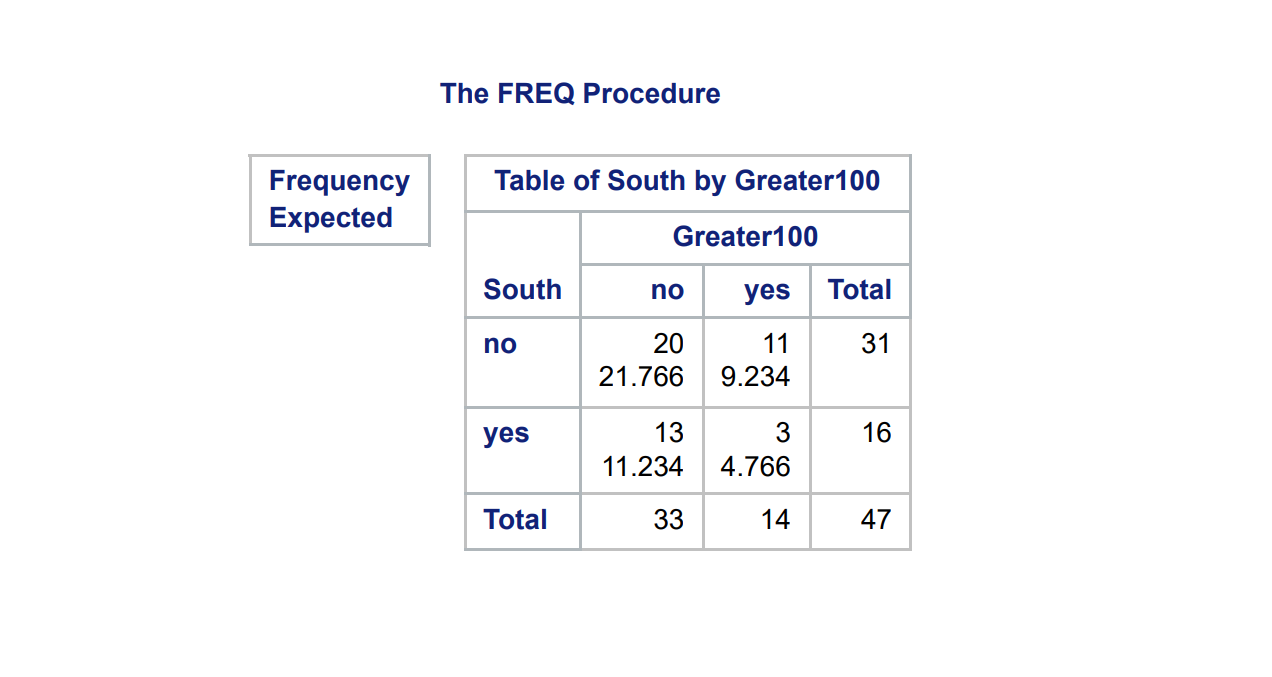 The FREQ Procedure
Frequency
Expected
Table of South by Greater100
Greater100
South no yes Total
no 20 11 31
21.766 9.234
yes 13 3 16
11.234 4.766
Total 33 14 47